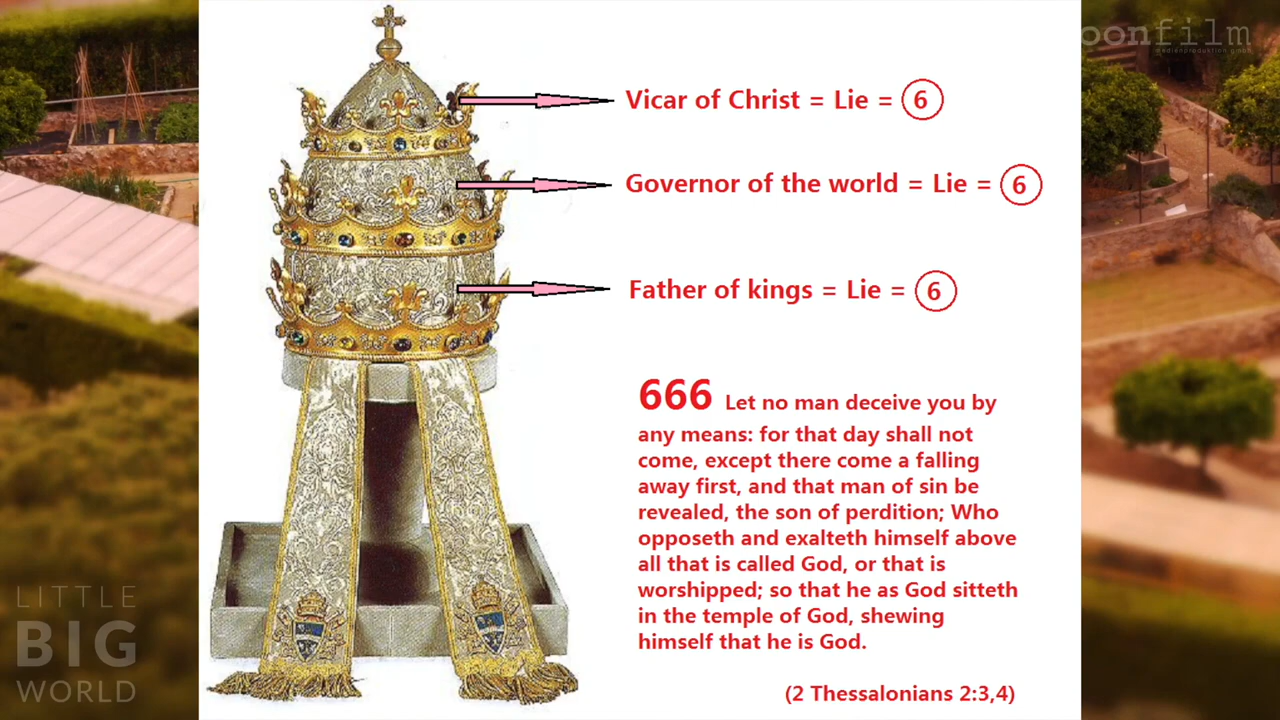 oonfilm
medienproduktion gmbh
Vicar of Christ = Lie = 6
Governor of the world = Lie = 6
Father of kings = Lie = 6
666 Let no man deceive you by
any means: for that day shall not
come, except there come a falling
away first, and that man of sin be
revealed, the son of perdition; Who
opposeth and exalteth himself above
all that is called God, or that is
worshipped; so that he as God sitteth
in the temple of God, shewing
himself that he is God.
(2 Thessalonians 2:3,4)
LITTLE
BIG
WORLD